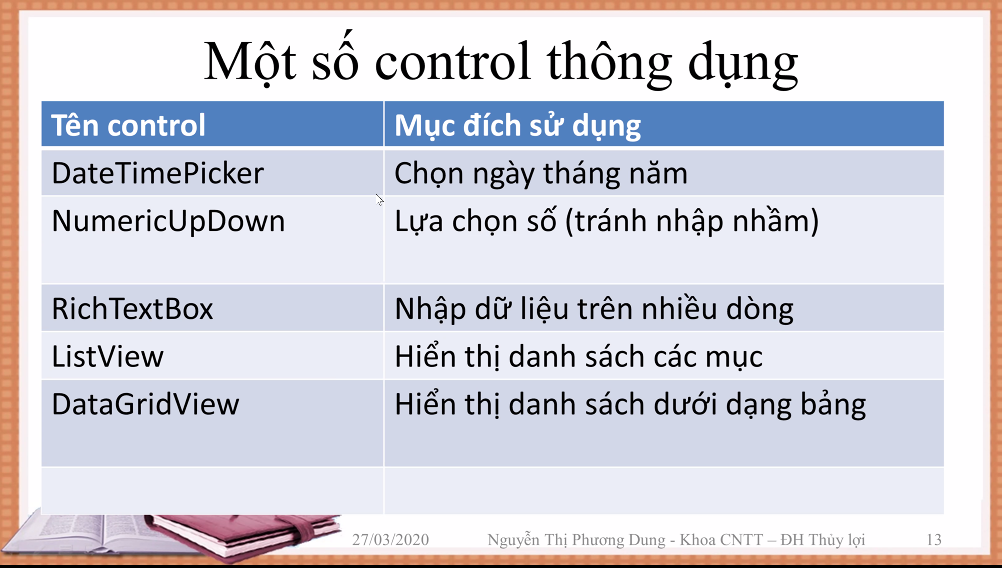 Một số control thông dụng
Tên control Mục đích sử dụng
DateTimePicker Chọn ngày tháng năm
NumericUpDown Lựa chọn số (tránh nhập nhầm)
RichTextBox Nhập dữ liệu trên nhiều dòng
ListView Hiển thị danh sách các mục
DataGridView Hiển thị danh sách dưới dạng bảng
27/03/2020 Nguyễn Thị Phương Dung - Khoa CNTT – ĐH Thủy lợi 13